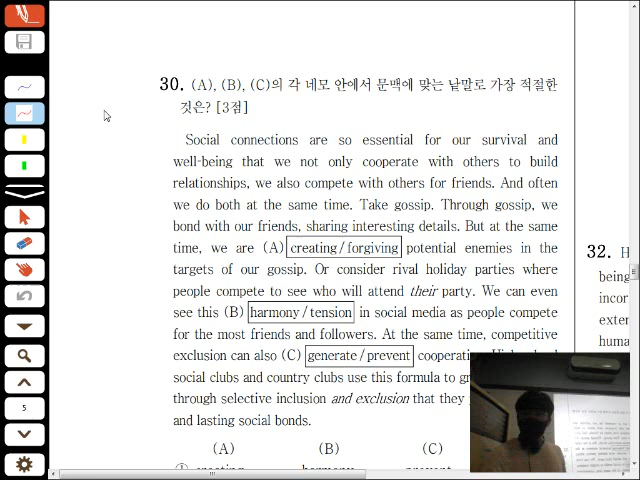 30. (A), (B), (C)의 각 네모 안에서 문맥에 맞는 낱말로 가장 적절한
것은? [3점]
Social connections are so essential for our survival and
well-being that we not only cooperate with others to build
relationships, we also compete with others for friends. And often
we do both at the same time. Take gossip. Through gossip, we
bond with our friends, sharing interesting details. But at the same
time, we are (A) creating / forgiving potential enemies in the
targets of our gossip. Or consider rival holiday parties where
people compete to see who will attend their party. We can even
see this (B) harmony / tension in social media as people compete
for the most friends and followers. At the same time, competitive
exclusion can also (C) generate / prevent
social clubs and country clubs use this formula to
through selective inclusion and exclusion that they
and lasting social bonds.
(A) (B) (C)
① creating harmony prevent
32. H
being
incor
exter
huma
5